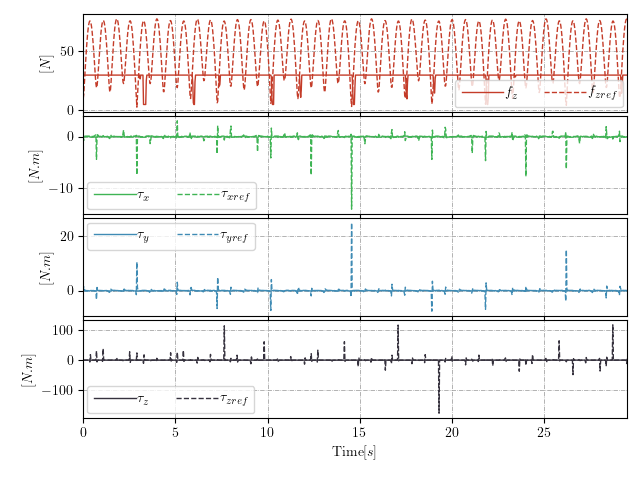 [N]
50
0
f_z f_zref
[N.m]
0
−10
τ_x τ_xref
[N.m]
20
0
τ_y τ_yref
[N.m]
100
0
−100
τ_z τ_zref
0 5 10 15 20 25
Time[s]